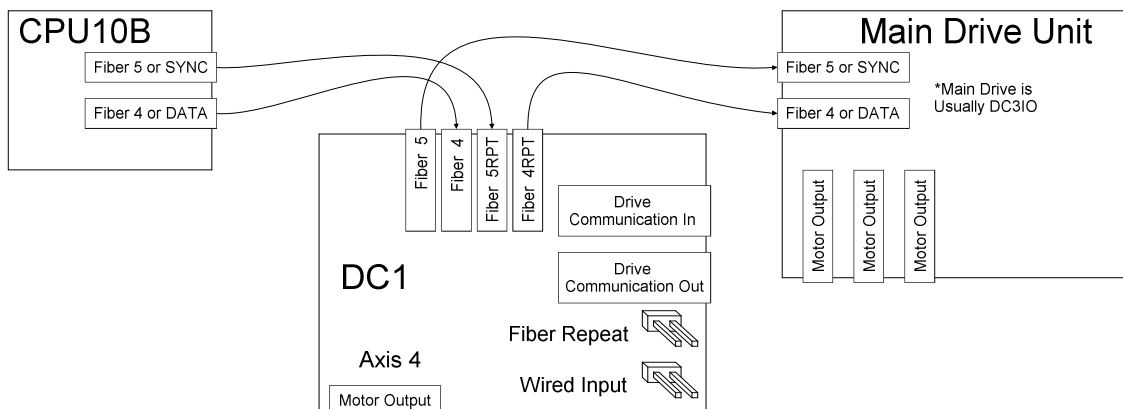 CPU10B
Fiber 5 or SYNC
Fiber 4 or DATA
Main Drive Unit
Fiber 5 or SYNC
Fiber 4 or DATA
*Main Drive is
Usually DC3IO
Motor Output
Motor Output
Motor Output
Fiber 5
Fiber 4
Fiber 5RPT
Fiber 4RPT
Drive
Communication In
Drive
Communication Out
DC1
Fiber Repeat
Axis 4
Wired Input
Motor Output